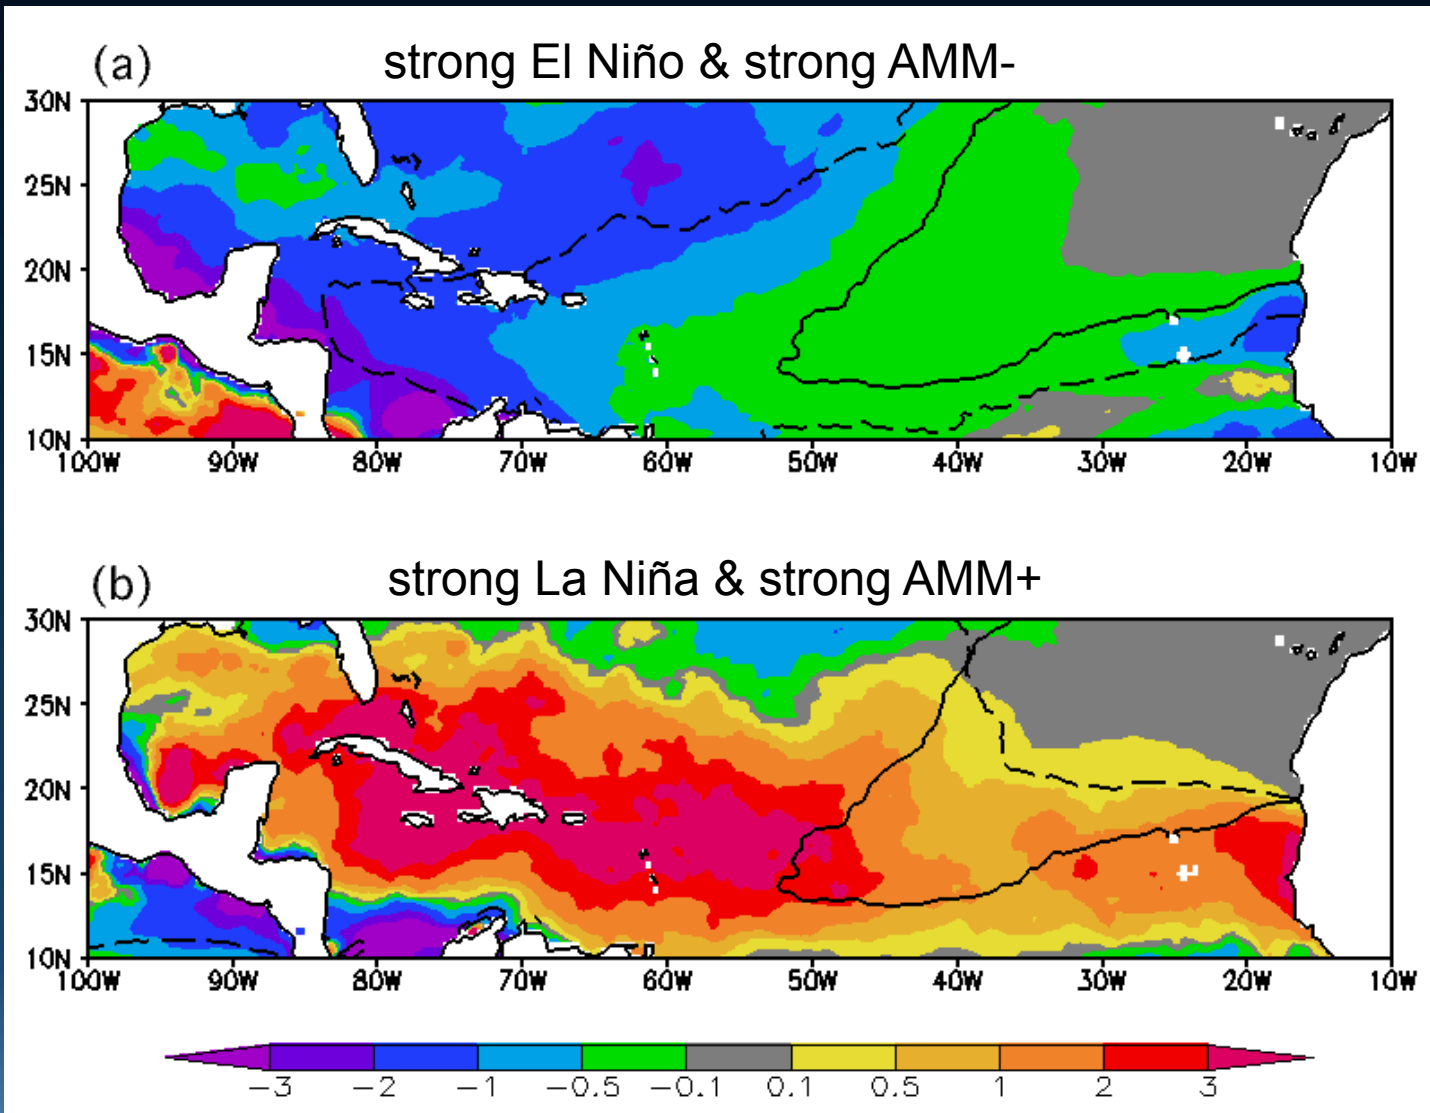 (a) strong El Niño & strong AMM-
30N
25N
20N
15N
10N
100W 90W 80W 70W 60W 50W 40W 30W 20W 10W
(b) strong La Niña & strong AMM+
30N
25N
20N
15N
10N
100W 90W 80W 70W 60W 50W 40W 30W 20W 10W
−3 −2 −1 −0.5 −0.1 0.1 0.5 1 2 3